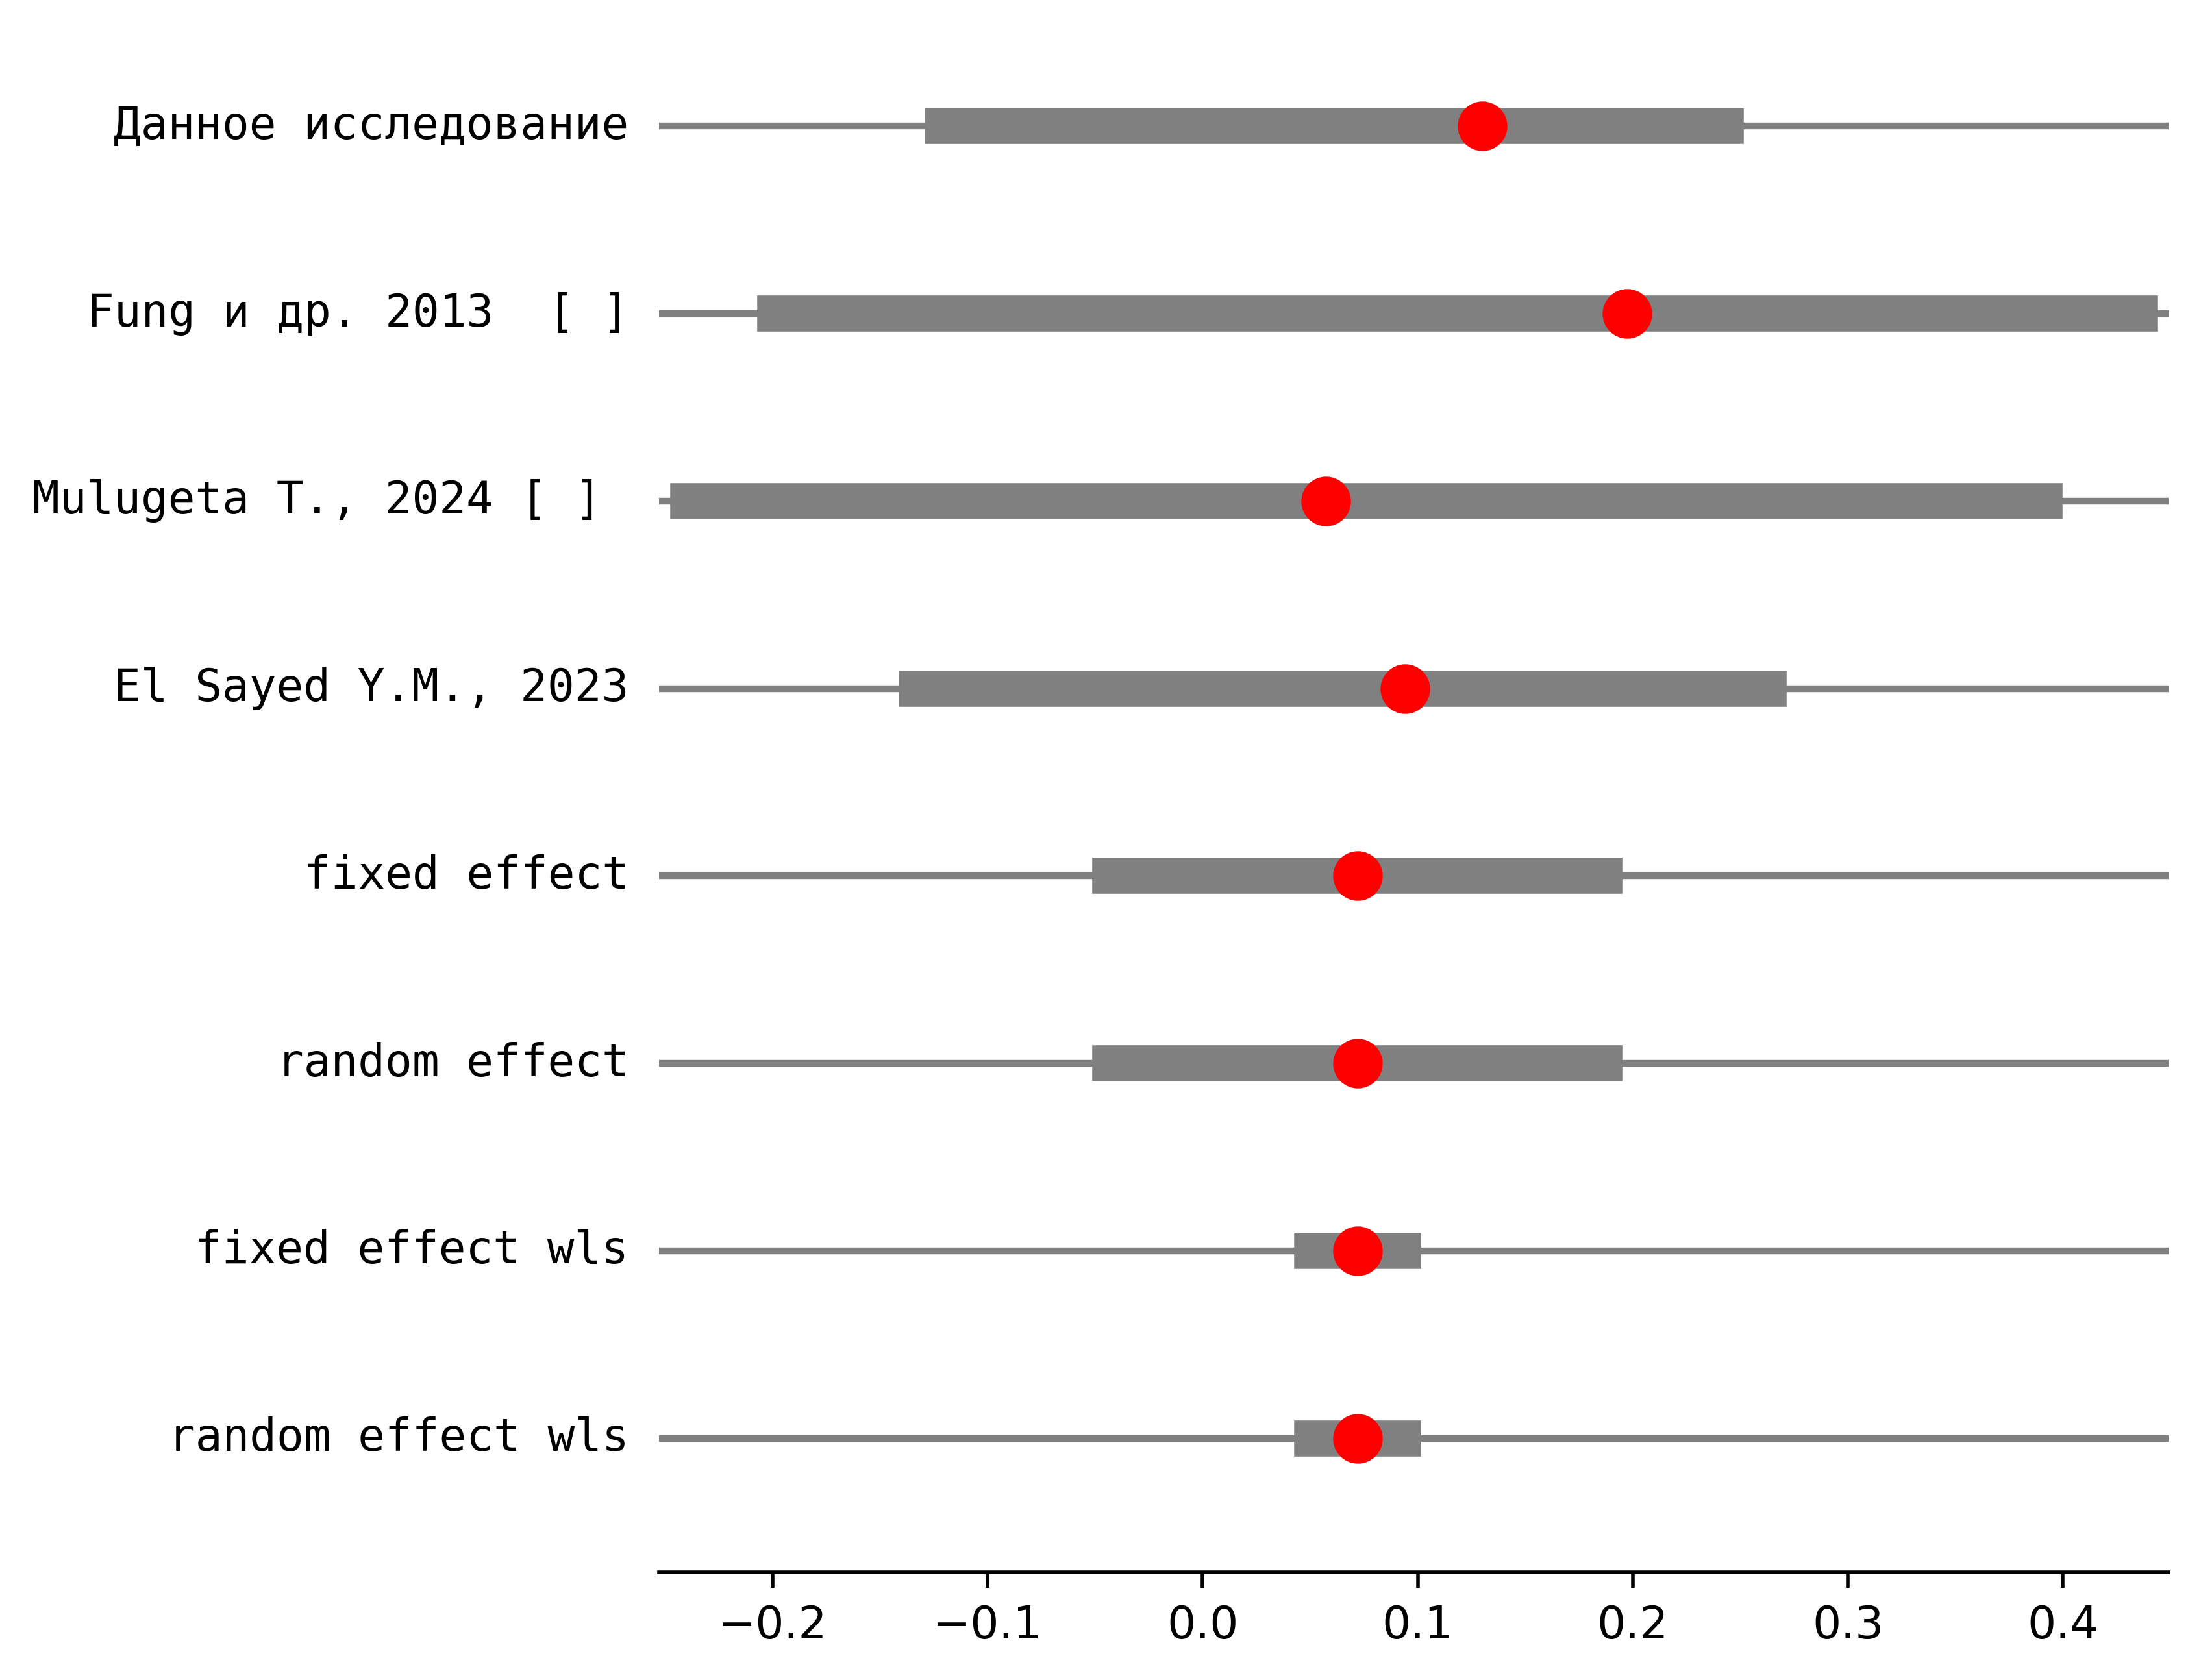 Данное исследование
Fung и др. 2013  [ ]
Mulugeta T., 2024 [ ]
El Sayed Y.M., 2023
fixed effect
random effect
fixed effect wls
random effect wls
−0.2 −0.1 0.0 0.1 0.2 0.3 0.4